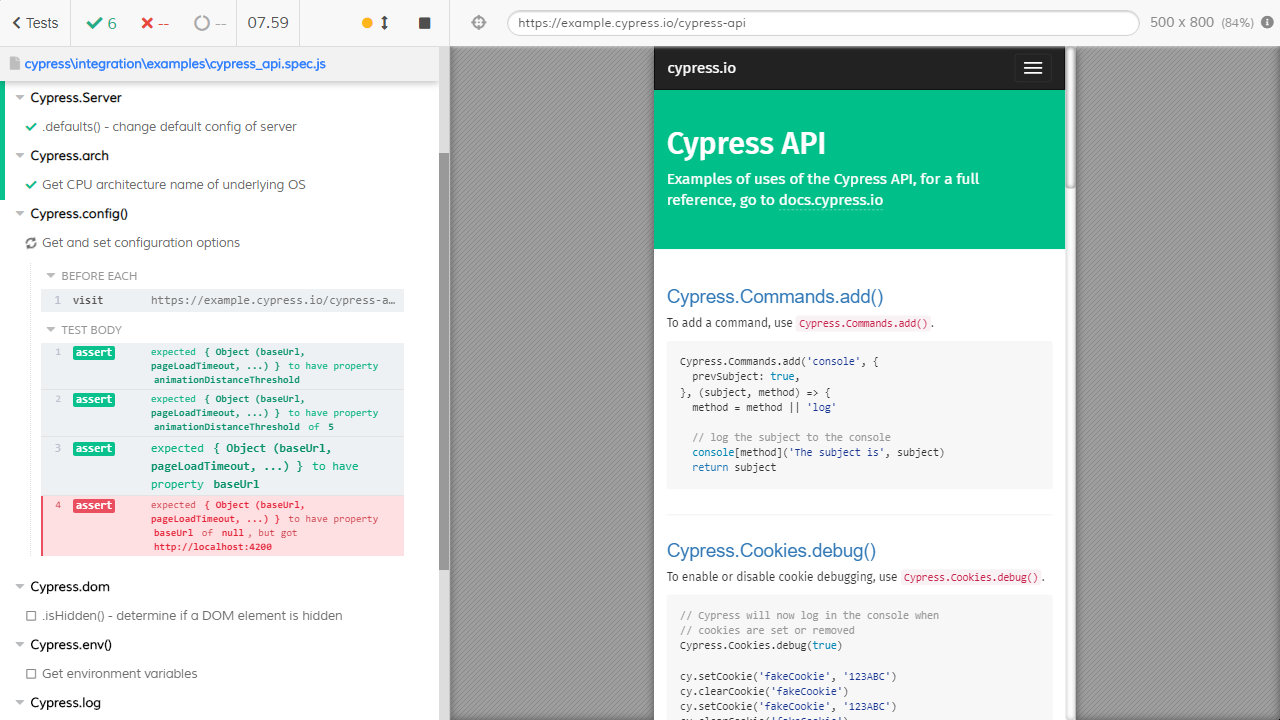 Tests
6
--
--
07.59
https://example.cypress.io/cypress-api
500 x 800 (84%)
cypress\integration\examples\cypress_api.spec.js
Cypress.Server
.defaults() - change default config of server
Cypress.arch
Get CPU architecture name of underlying OS
Cypress.config()
Get and set configuration options
BEFORE EACH
1 visit https://example.cypress.io/cypress-a…
TEST BODY
1 assert expected { Object (baseUrl,
pageLoadTimeout, ...) } to have property
animationDistanceThreshold
2 assert expected { Object (baseUrl,
pageLoadTimeout, ...) } to have property
animationDistanceThreshold of 5
3 assert expected { Object (baseUrl,
pageLoadTimeout, ...) } to have
property baseUrl
4 assert expected { Object (baseUrl,
pageLoadTimeout, ...) } to have property
baseUrl of null, but got
http://localhost:4200
Cypress.dom
.isHidden() - determine if a DOM element is hidden
Cypress.env()
Get environment variables
Cypress.log
cypress.io
Cypress API
Examples of uses of the Cypress API, for a full
reference, go to docs.cypress.io
Cypress.Commands.add()
To add a command, use Cypress.Commands.add().
Cypress.Commands.add('console', {
prevSubject: true,
}, (subject, method) => {
method = method || 'log'
// log the subject to the console
console[method]('The subject is', subject)
return subject
Cypress.Cookies.debug()
To enable or disable cookie debugging, use Cypress.Cookies.debug().
// Cypress will now log in the console when
// cookies are set or removed
Cypress.Cookies.debug(true)
cy.setCookie('fakeCookie', '123ABC')
cy.clearCookie('fakeCookie')
cy.setCookie('fakeCookie', '123ABC')
cy.clearCookie('fakeCookie')